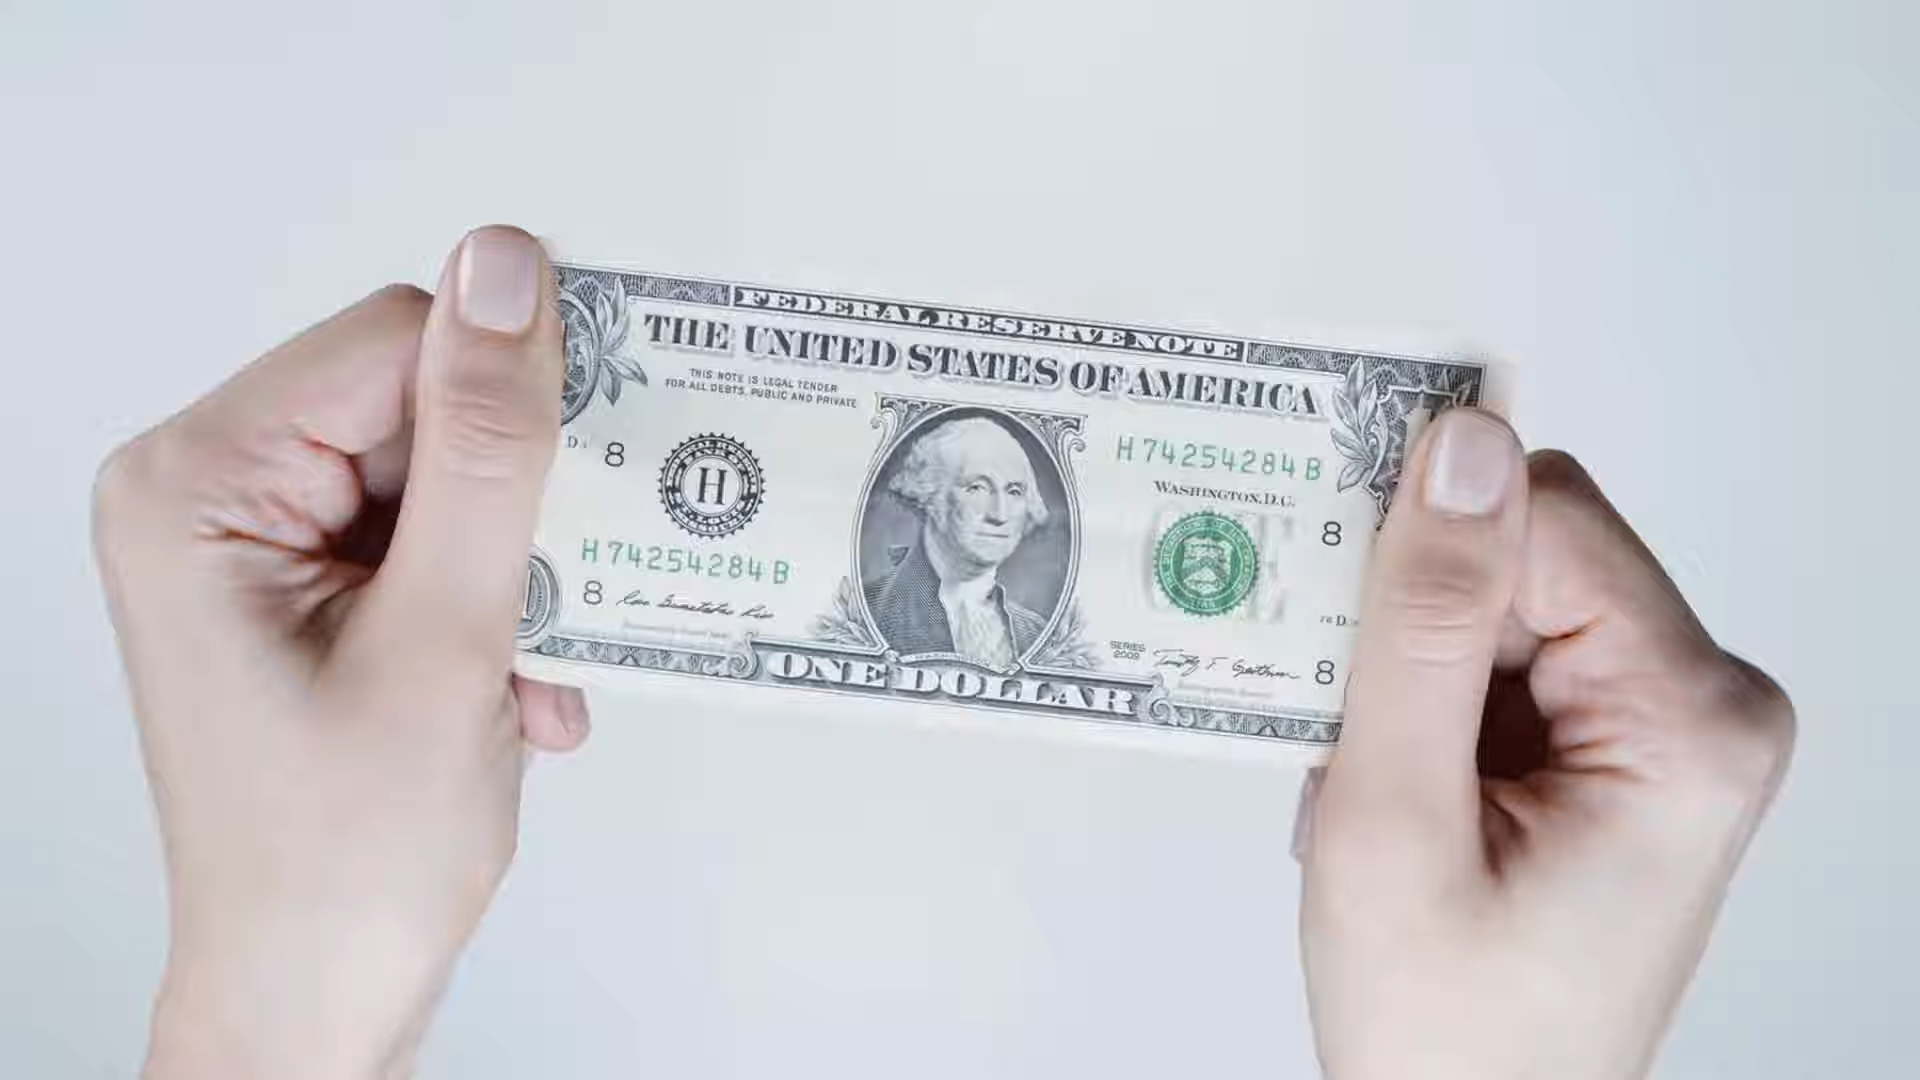 FEDERAL RESERVE NOTE
THE UNITED STATES OF AMERICA
THIS NOTE IS LEGAL TENDER
FOR ALL DEBTS, PUBLIC AND PRIVATE
H 74254284 B
WASHINGTON, D.C.
8
H
8
H 74254284 B
8
SERIES
2009
8
WASHINGTON
ONE DOLLAR